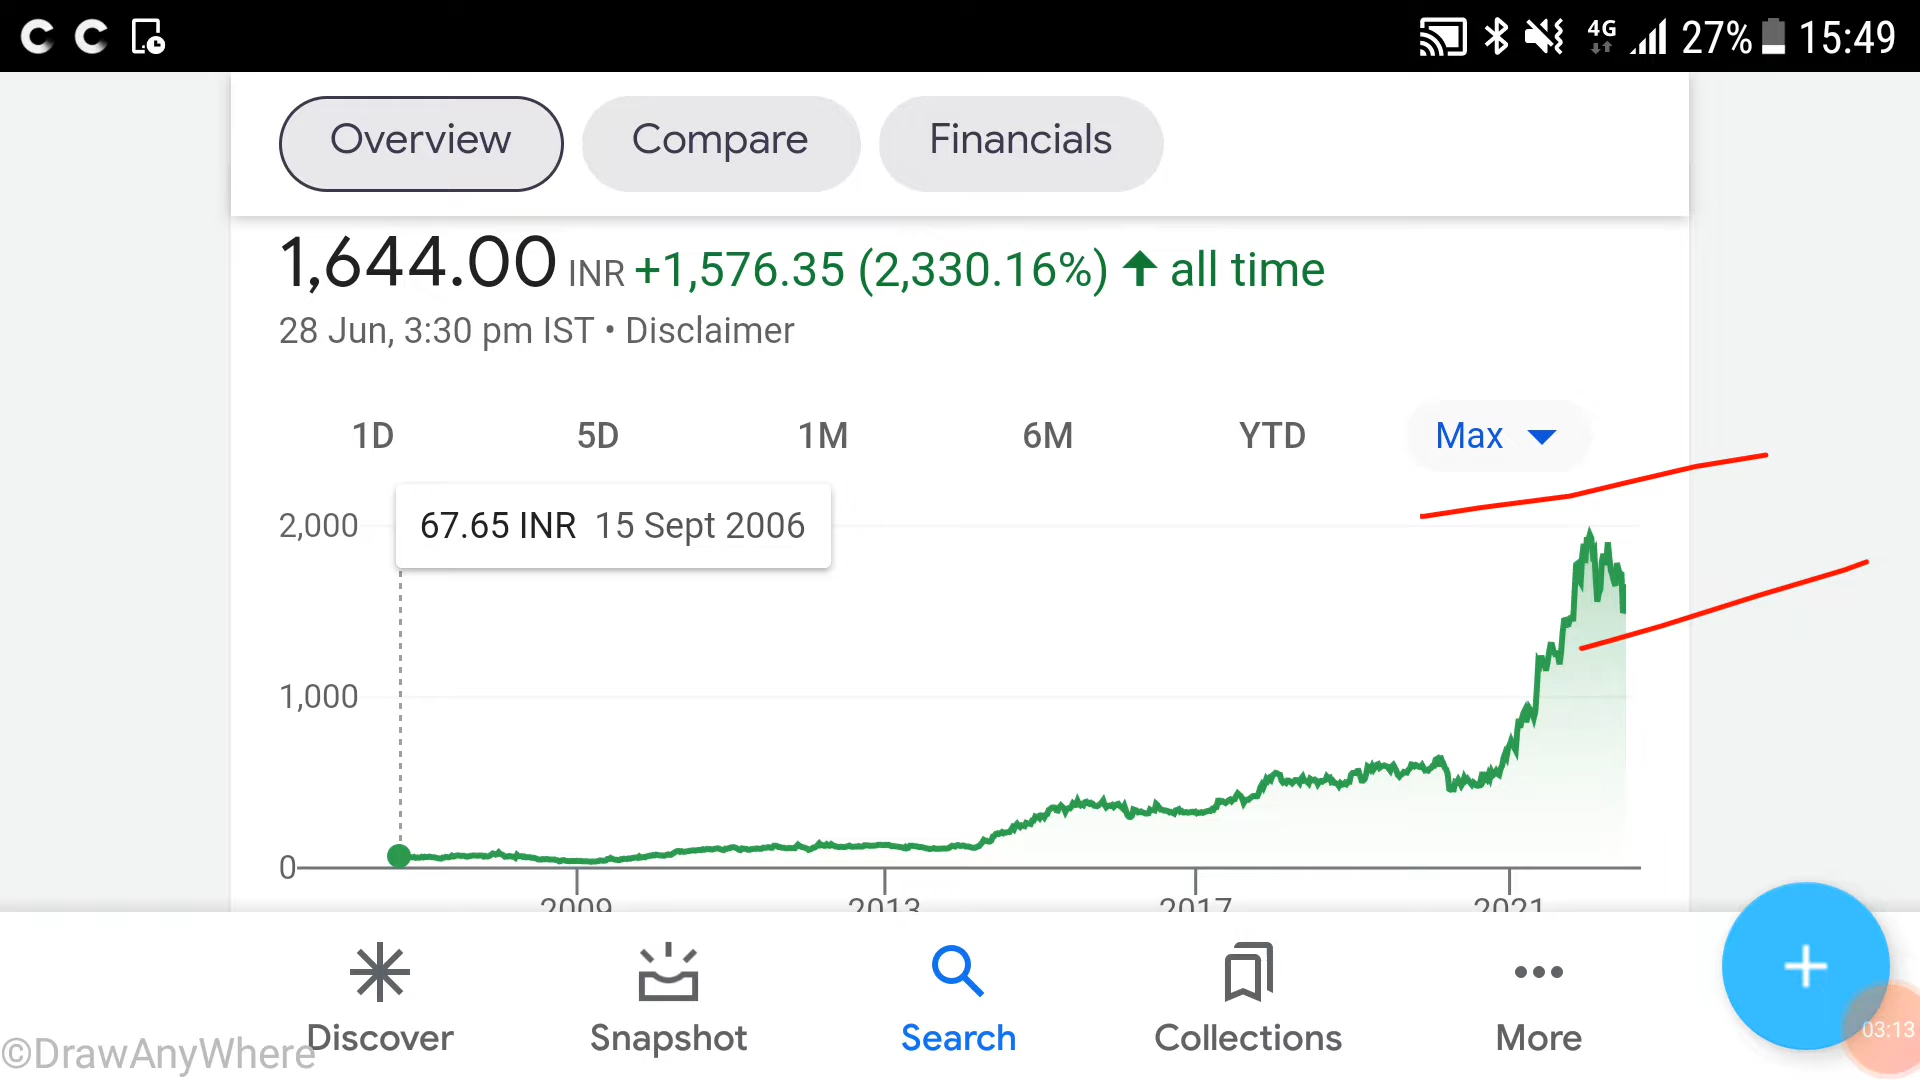 4G 27% 15:49
Overview Compare Financials
1,644.00 INR +1,576.35 (2,330.16%) ↑ all time
28 Jun, 3:30 pm IST • Disclaimer
1D 5D 1M 6M YTD Max
2,000
67.65 INR 15 Sept 2006
1,000
0
2009 2013 2017 2021
Discover Snapshot Search Collections More
03:13
©DrawAnyWhere